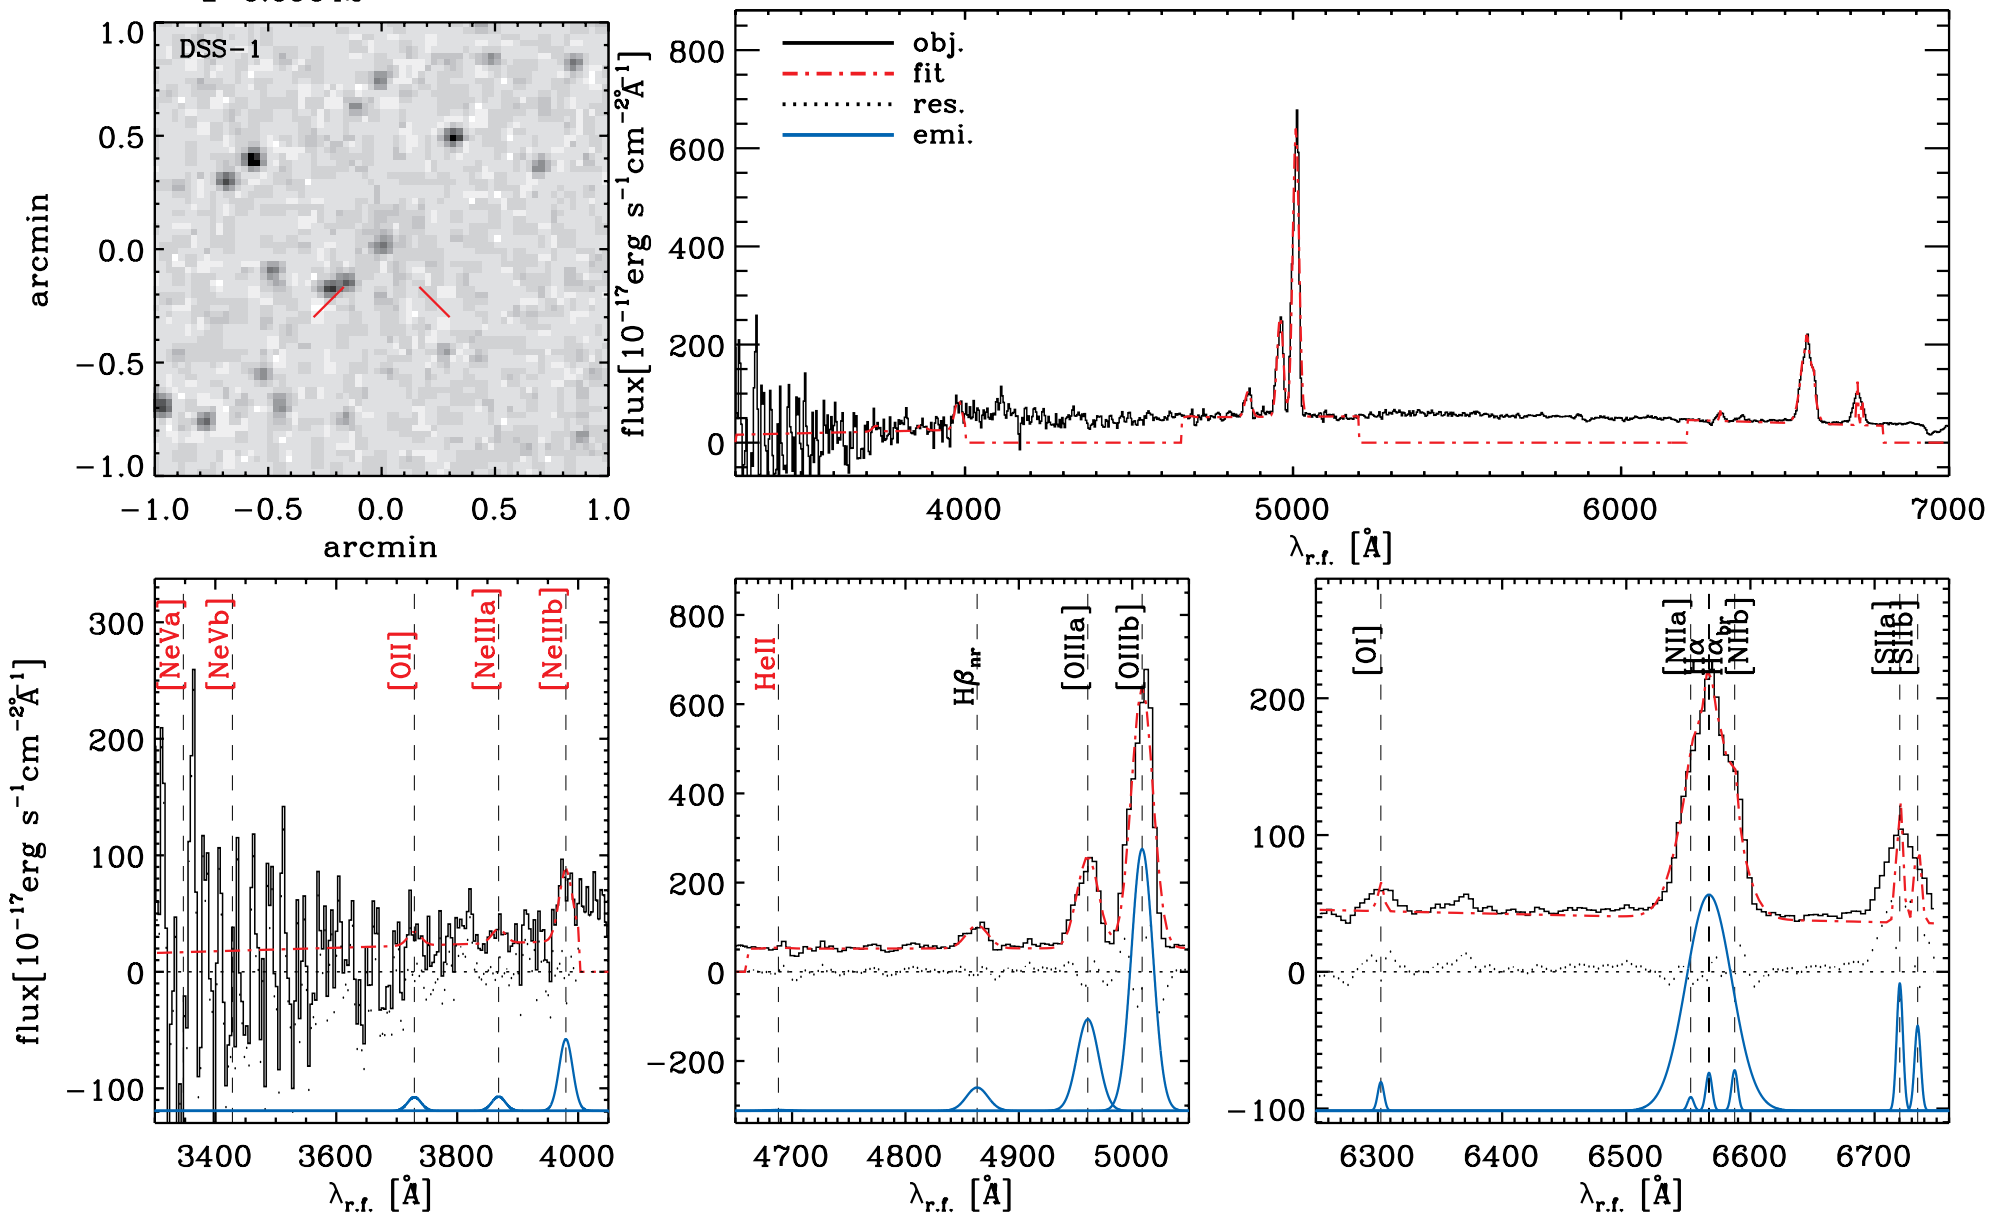 DSS-1
1.0
0.5
0.0
−0.5
−1.0
arcmin
−1.0 −0.5 0.0 0.5 1.0
arcmin
obj.
fit
res.
emi.
800
600
400
200
0
flux[10⁻¹⁷erg s⁻¹cm⁻²Å⁻¹]
4000 5000 6000 7000
λr.f. [Å]
[NeVa]
[NeVb]
[OII]
[NeIIIa]
[NeIIIb]
300
200
100
0
−100
flux[10⁻¹⁷erg s⁻¹cm⁻²Å⁻¹]
3400 3600 3800 4000
λr.f. [Å]
HeII
Hβnr
[OIIIa]
[OIIIb]
800
600
400
200
0
−200
4700 4800 4900 5000
λr.f. [Å]
[OI]
[NIIa]
Hα
Hαbr
[NIIb]
[SIIa]
[SIIb]
200
100
0
−100
6300 6400 6500 6600 6700
λr.f. [Å]